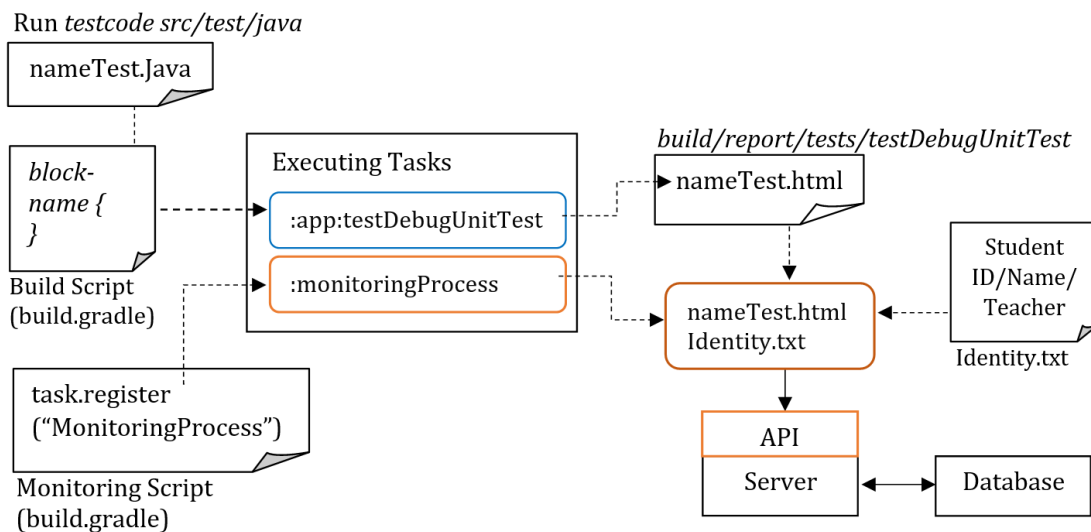 Run testcode src/test/java
nameTest.Java
block-
name {
}
Build Script
(build.gradle)
Executing Tasks
:app:testDebugUnitTest
:monitoringProcess
task.register
(“MonitoringProcess”)
Monitoring Script
(build.gradle)
build/report/tests/testDebugUnitTest
nameTest.html
nameTest.html
Identity.txt
Student
ID/Name/
Teacher
Identity.txt
API
Server
Database